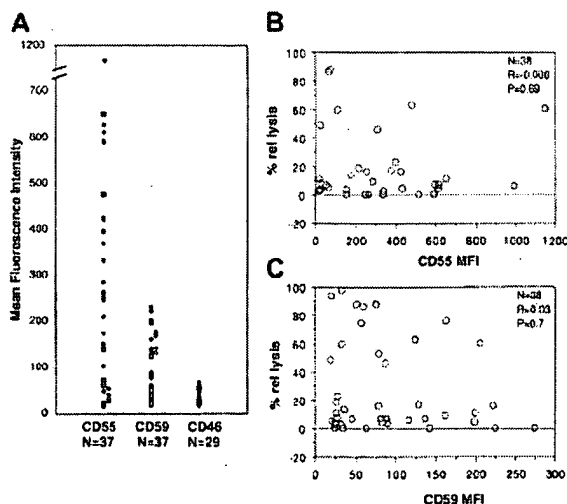 A
Mean Fluorescence Intensity
1200
700
600
500
400
300
200
100
0
CD55 CD59 CD46
N=37 N=37 N=29
B
% rel lysis
100
80
60
40
20
0
-20
N=38
P=0.69
0 200 400 600 800 1000 1200
CD55 MFI
C
% rel lysis
100
80
60
40
20
0
-20
R=0.03
P=0.7
0 50 100 150 200 250 300
CD59 MFI